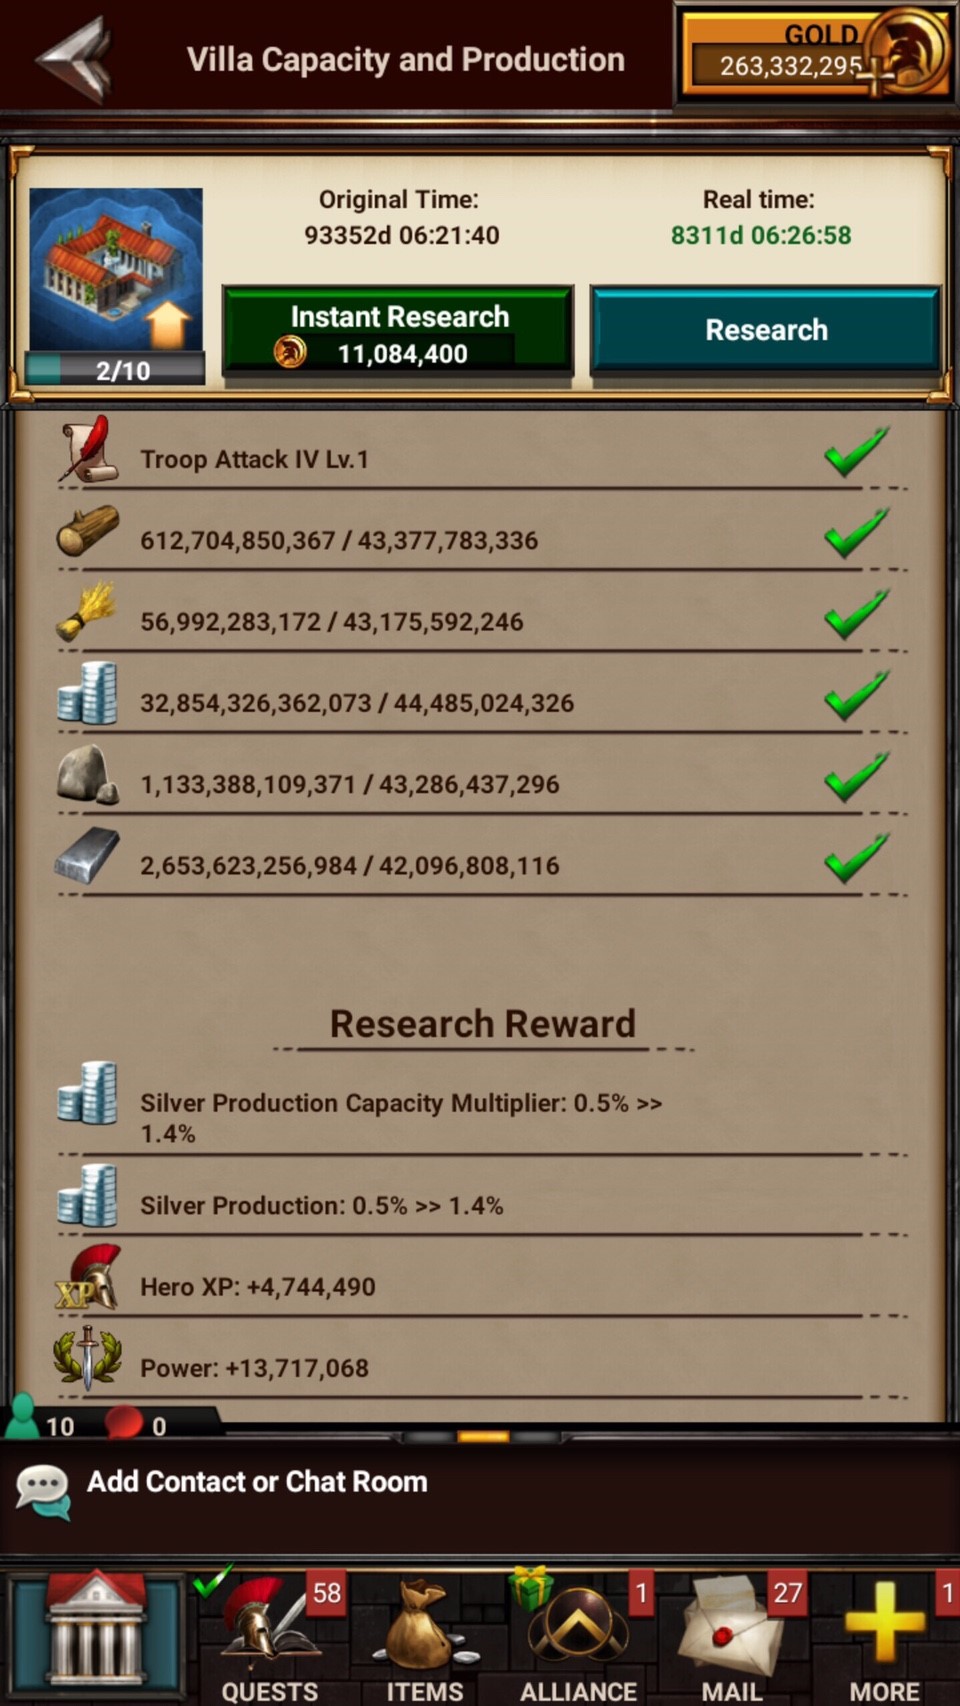 Villa Capacity and Production
GOLD
263,332,295
Original Time:
93352d 06:21:40
Real time:
8311d 06:26:58
Instant Research
11,084,400
Research
2/10
Troop Attack IV Lv.1
612,704,850,367 / 43,377,783,336
56,992,283,172 / 43,175,592,246
32,854,326,362,073 / 44,485,024,326
1,133,388,109,371 / 43,286,437,296
2,653,623,256,984 / 42,096,808,116
Research Reward
Silver Production Capacity Multiplier: 0.5% >>
1.4%
Silver Production: 0.5% >> 1.4%
XP
Hero XP: +4,744,490
Power: +13,717,068
10
0
Add Contact or Chat Room
58
1
27
1
QUESTS
ITEMS
ALLIANCE
MAIL
MORE